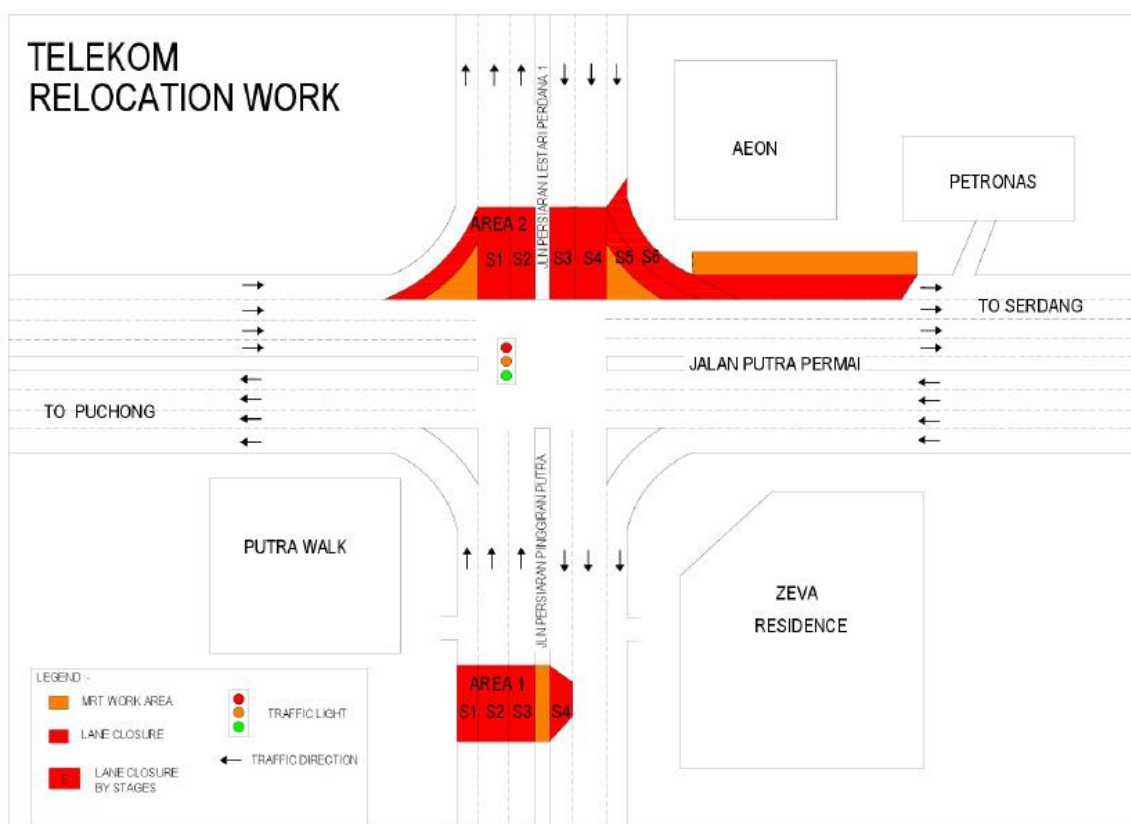 TELEKOM
RELOCATION WORK
JLN PERSIARAN LESTARI PERDANA 1
AEON
PETRONAS
AREA 2
S1 S2 S3 S4 S5 S6
TO SERDANG
JALAN PUTRA PERMAI
TO PUCHONG
JLN PERSIARAN PINGGIRAN PUTRA
PUTRA WALK
ZEVA
RESIDENCE
AREA 1
S1 S2 S3 S4
LEGEND :-
MRT WORK AREA
LANE CLOSURE
S
LANE CLOSURE
BY STAGES
TRAFFIC LIGHT
TRAFFIC DIRECTION